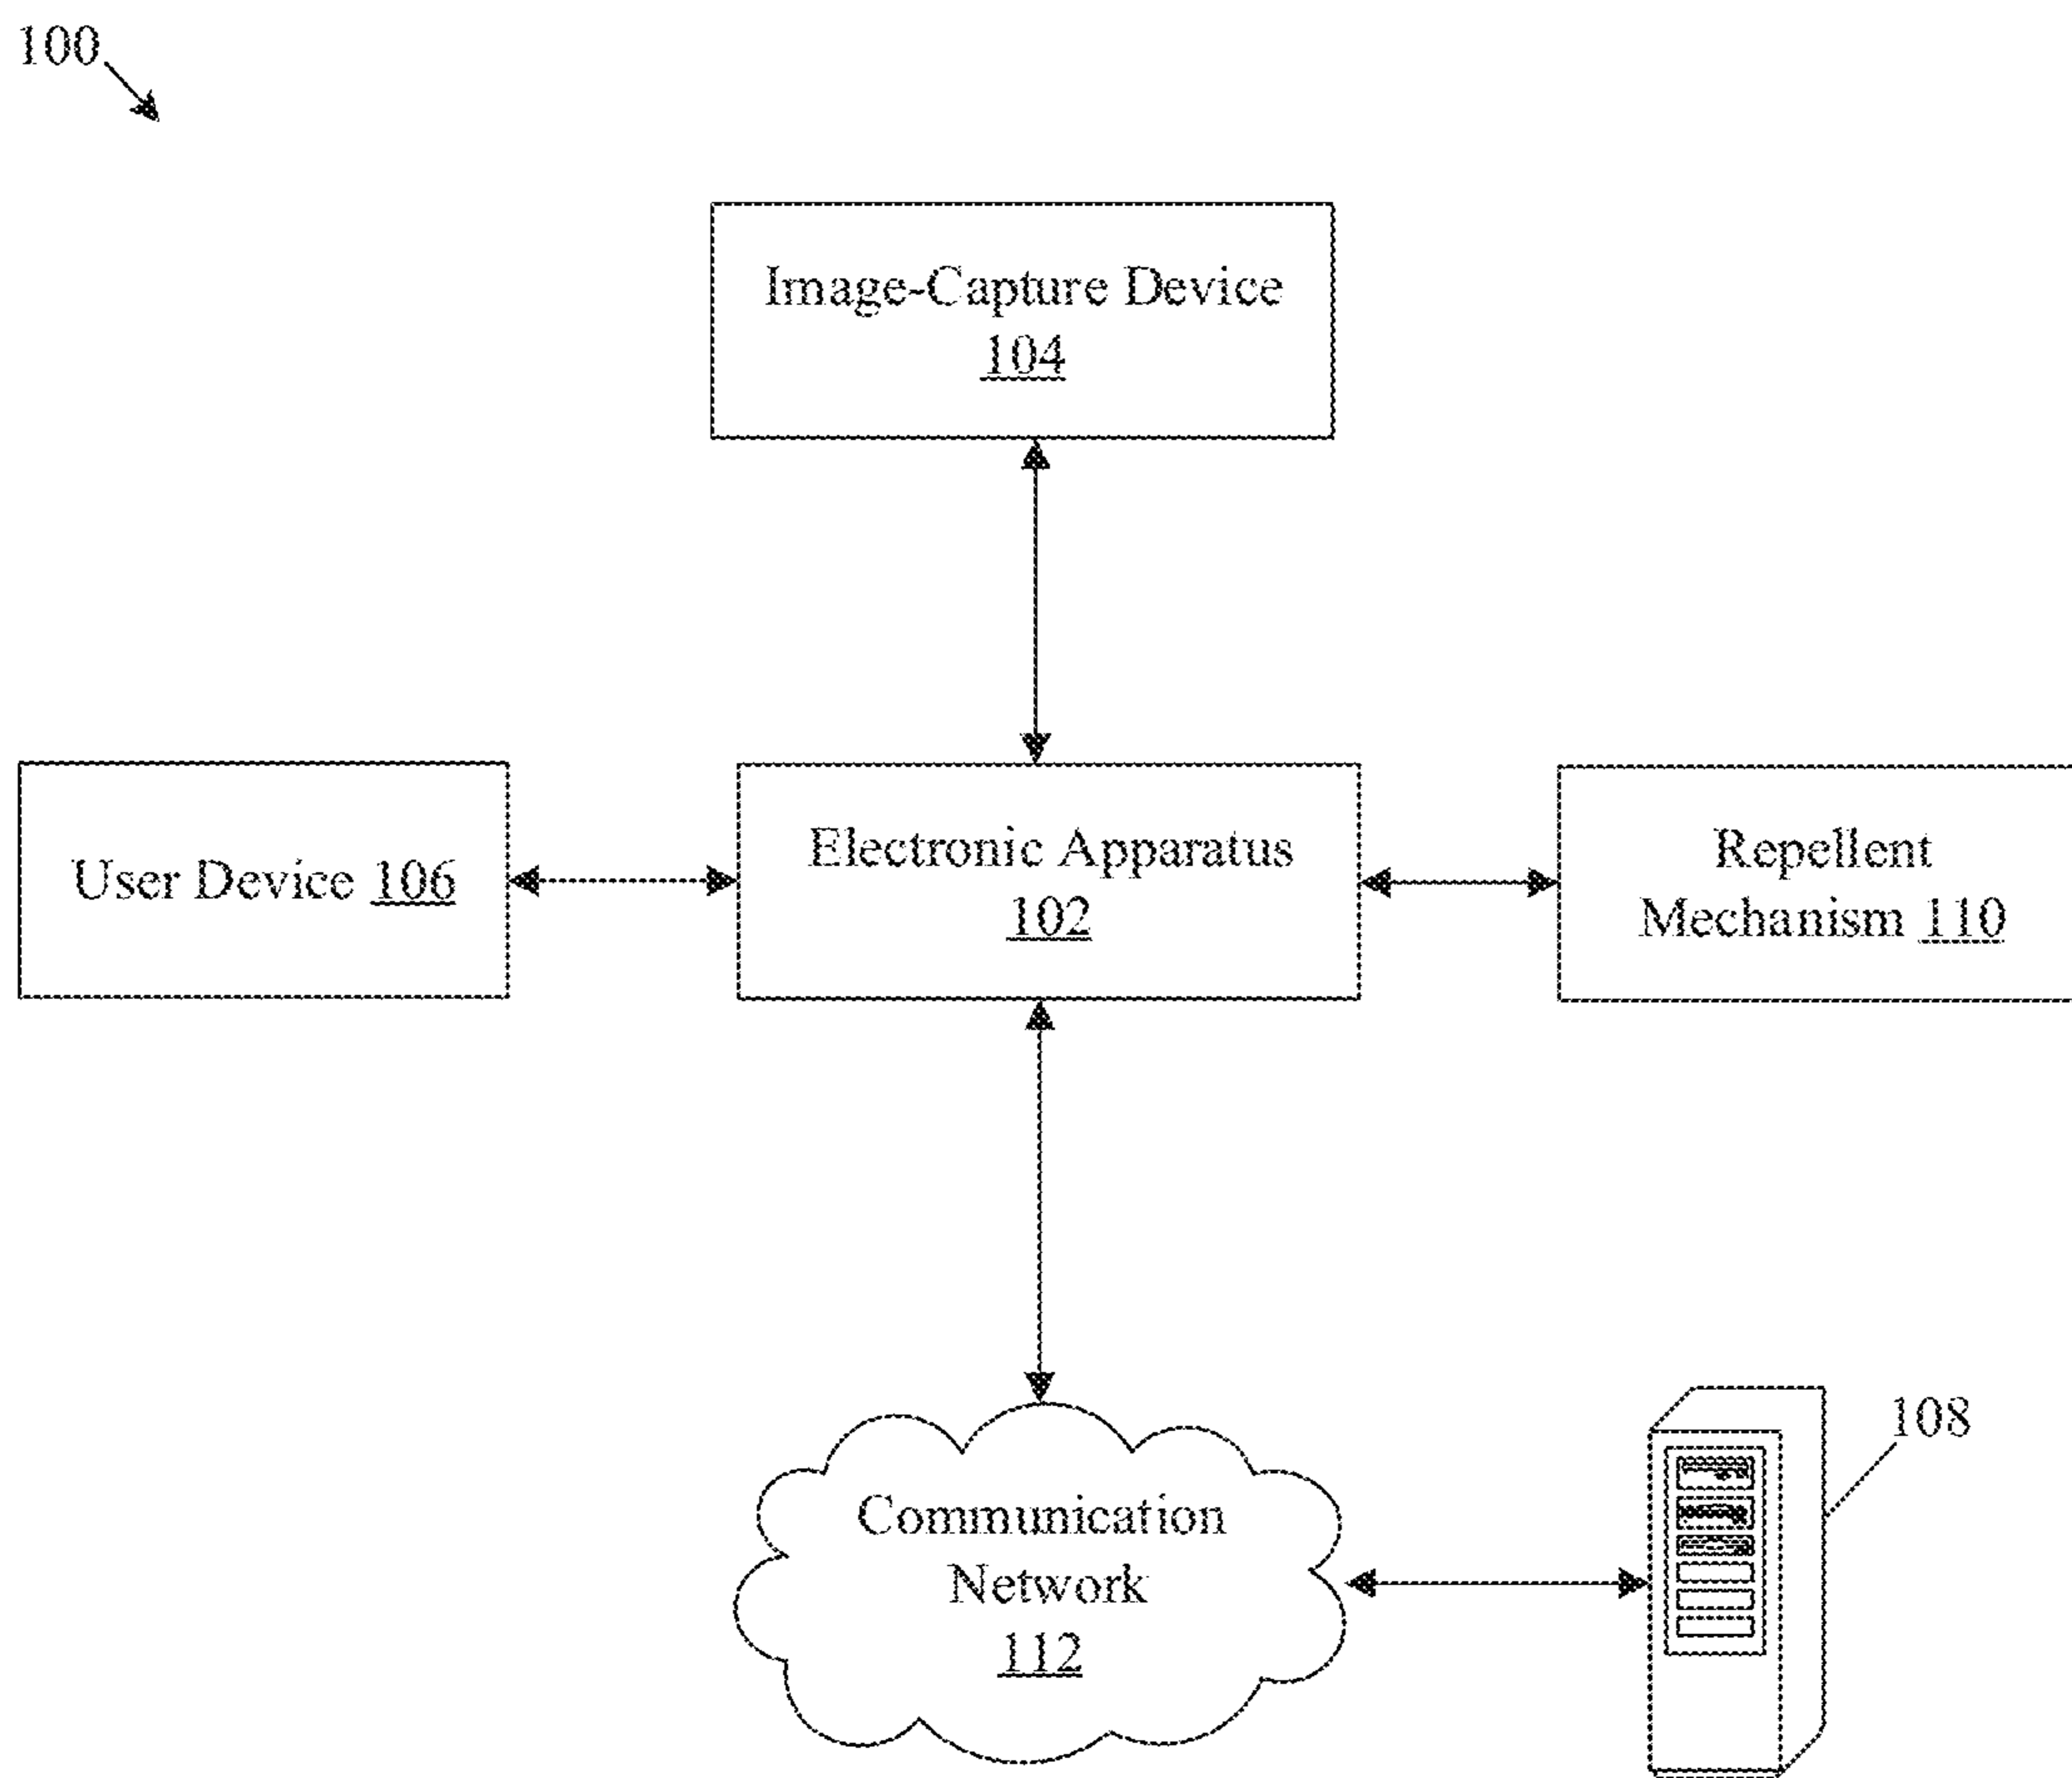 100
Image-Capture Device
104
User Device 106
Electronic Apparatus
102
Repellent
Mechanism 110
Communication
Network
112
108